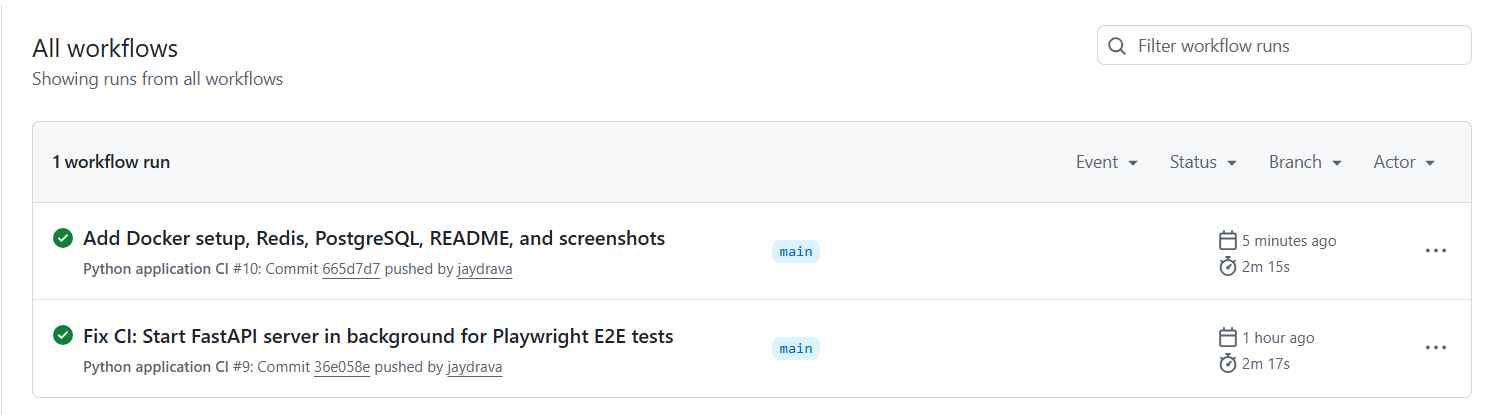 All workflows
Showing runs from all workflows
Filter workflow runs
1 workflow run
Event
Status
Branch
Actor
Add Docker setup, Redis, PostgreSQL, README, and screenshots
Python application CI #10: Commit 665d7d7 pushed by jaydrava
main
5 minutes ago
2m 15s
Fix CI: Start FastAPI server in background for Playwright E2E tests
Python application CI #9: Commit 36e058e pushed by jaydrava
main
1 hour ago
2m 17s